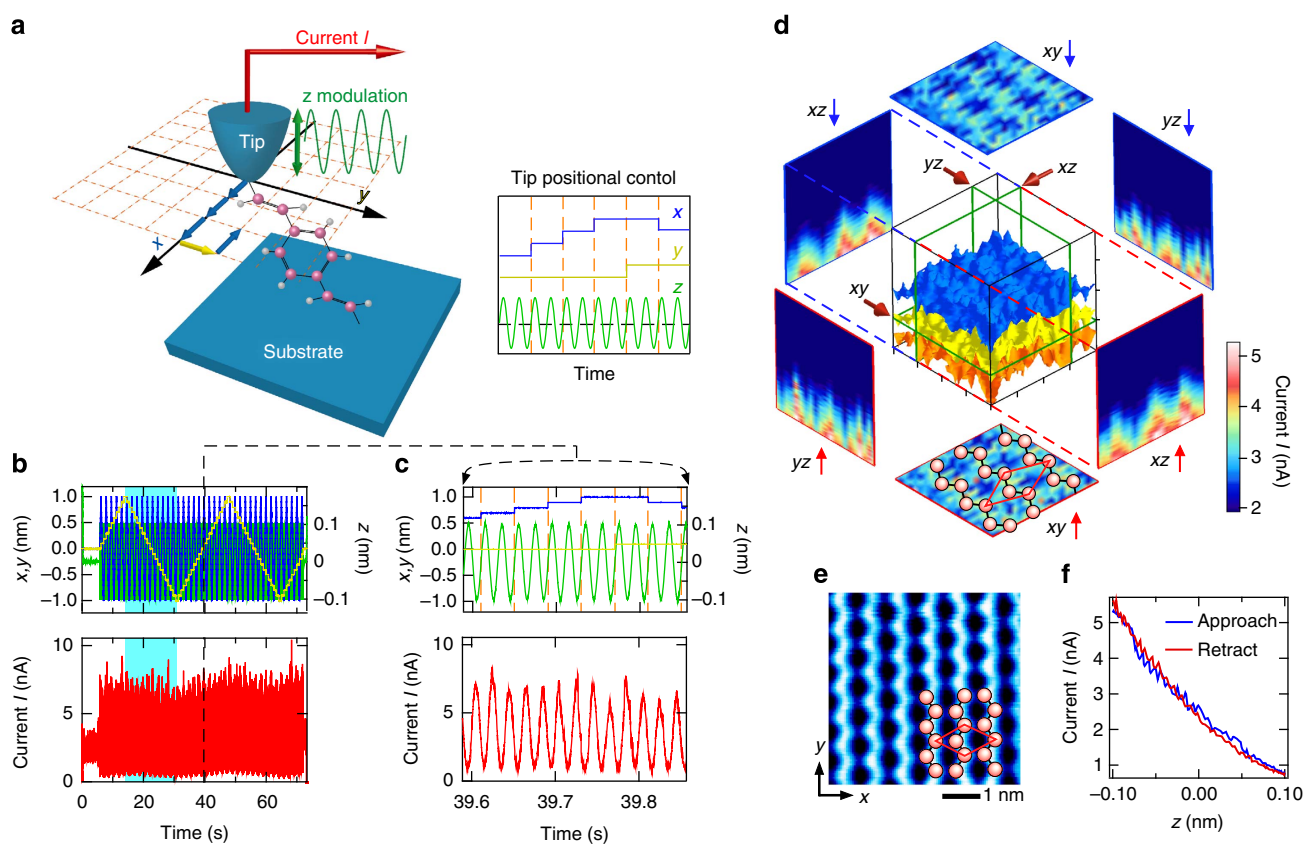 a
Current I
z modulation
Tip
y
x
Substrate
Tip positional contol
x
y
z
Time
b
x,y (nm)
1.0
0.5
0.0
−0.5
−1.0
0.1
0
−0.1
z (nm)
Current I (nA)
10
5
0
0
20
40
60
Time (s)
c
x,y (nm)
1.0
0.5
0.0
−0.5
−1.0
0.1
0
−0.1
z (nm)
Current I (nA)
10
5
0
39.6
39.7
39.8
Time (s)
d
xy
xz
yz
yz
xz
xy
yz
xz
xy
5
4
3
2
Current I (nA)
e
y
x
1 nm
f
Approach
Retract
Current I (nA)
5
4
3
2
1
−0.10
0.00
0.10
z (nm)